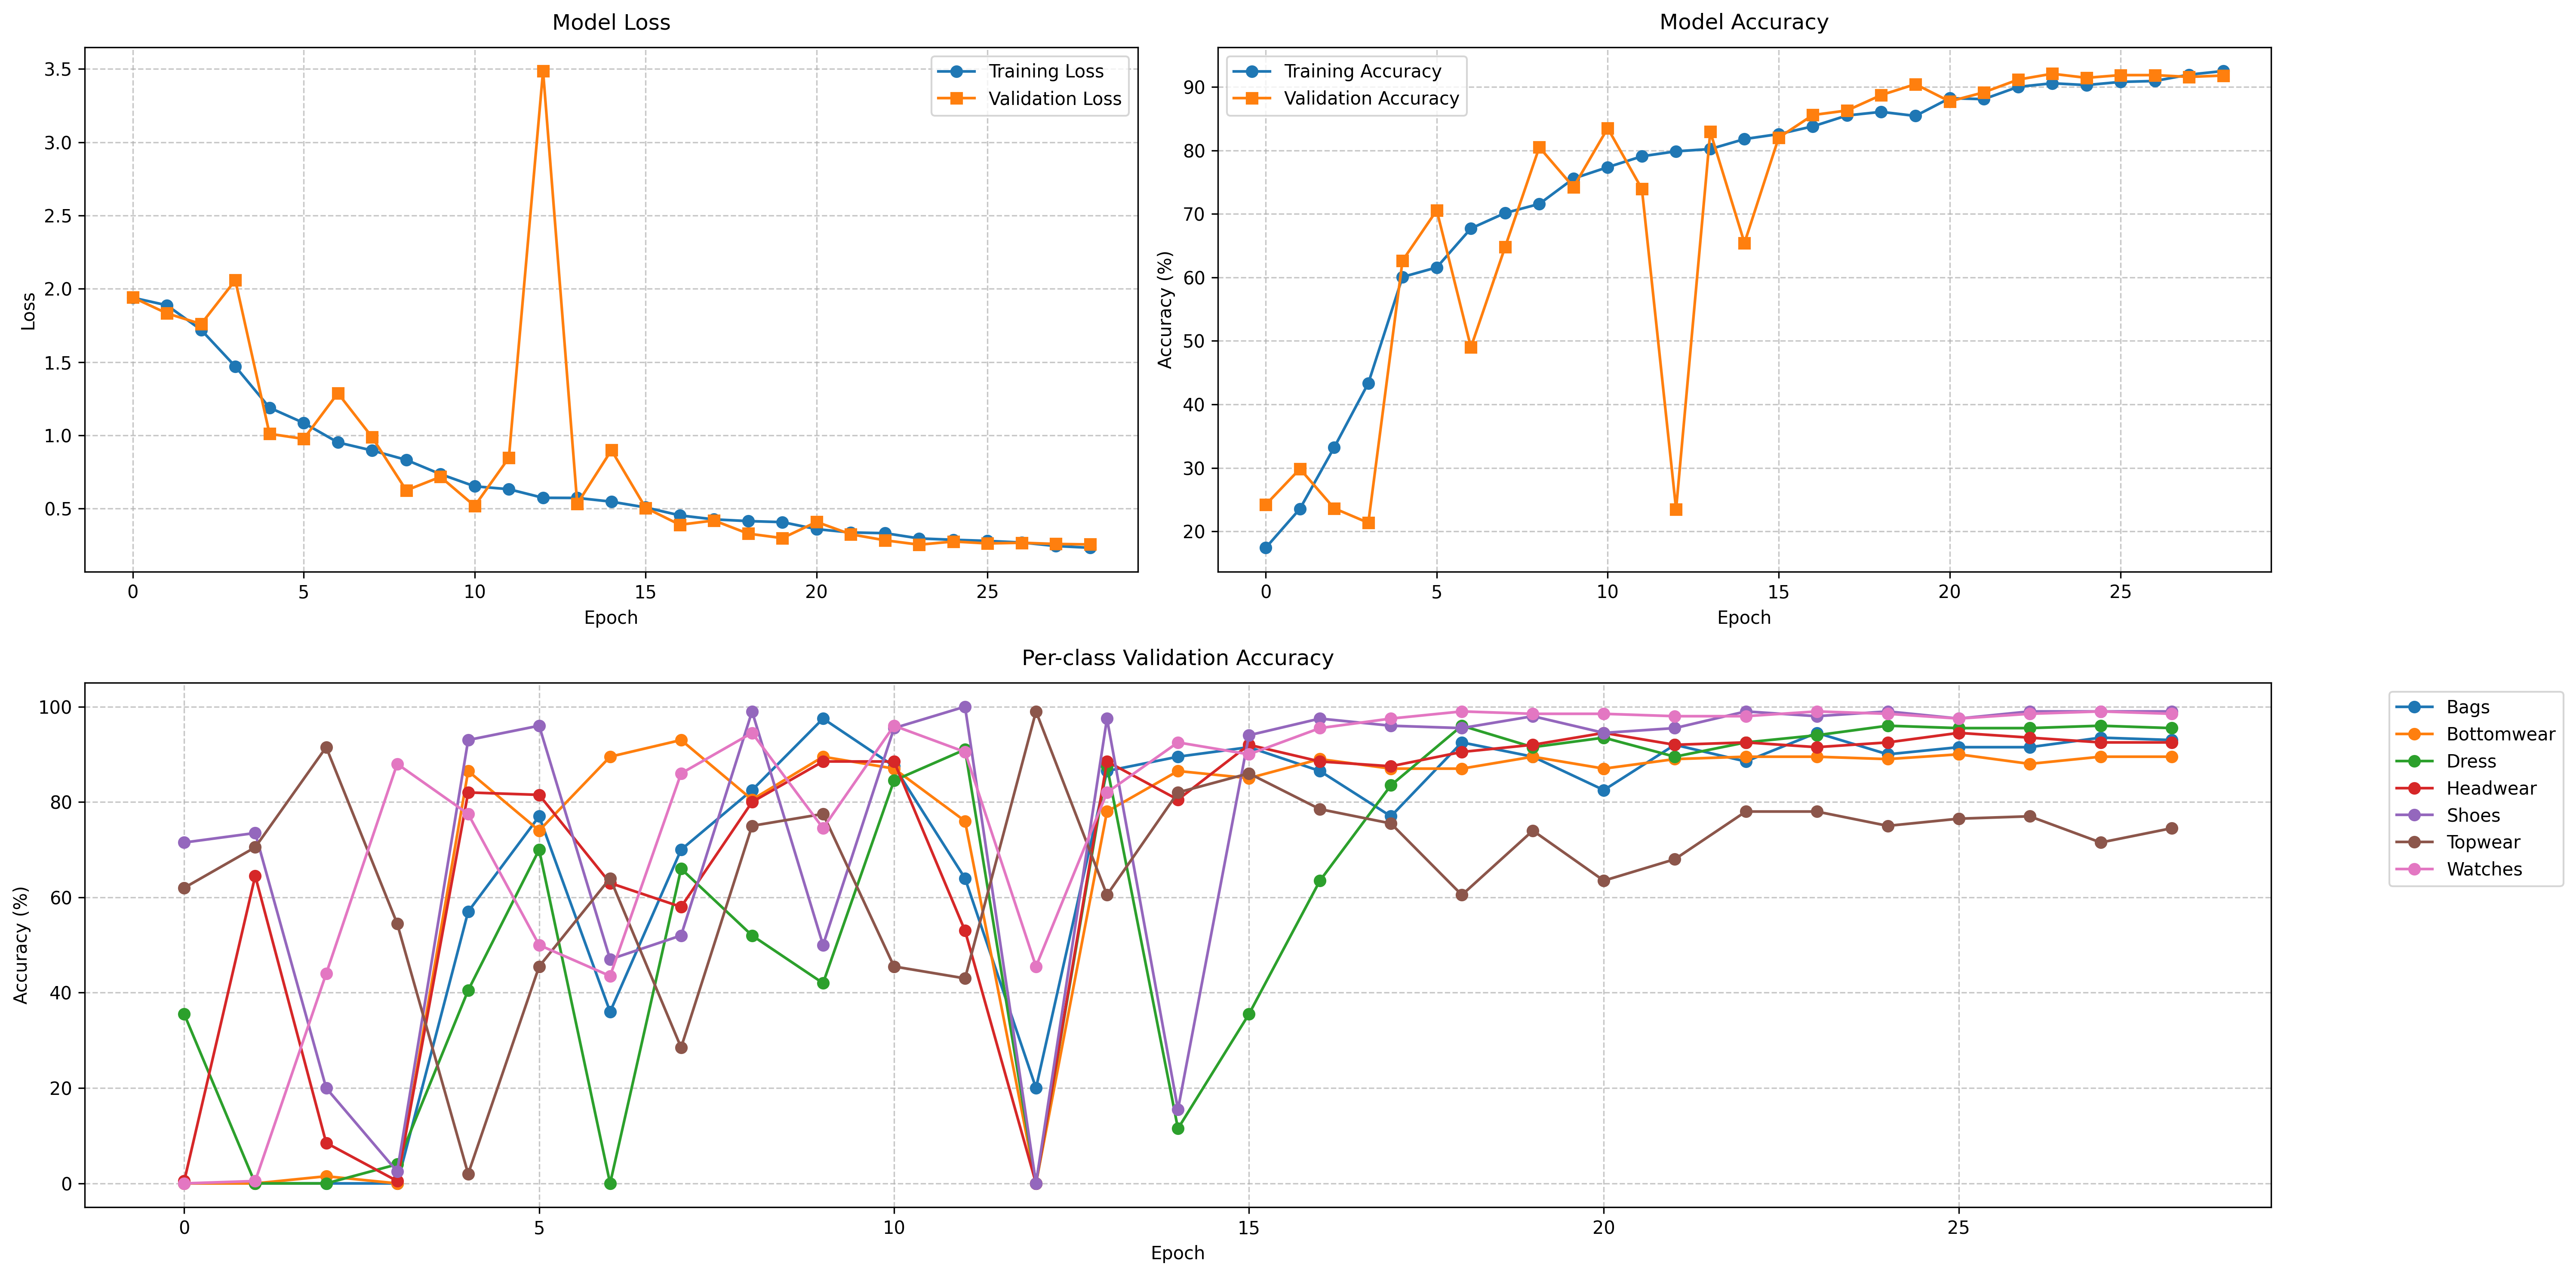 Model Loss
3.5
3.0
2.5
2.0
1.5
1.0
0.5
Loss
0 5 10 15 20 25
Epoch
Training Loss
Validation Loss
Model Accuracy
90
80
70
60
50
40
30
20
Accuracy (%)
0 5 10 15 20 25
Epoch
Training Accuracy
Validation Accuracy
Per-class Validation Accuracy
100
80
60
40
20
0
Accuracy (%)
0 5 10 15 20 25
Epoch
Bags
Bottomwear
Dress
Headwear
Shoes
Topwear
Watches